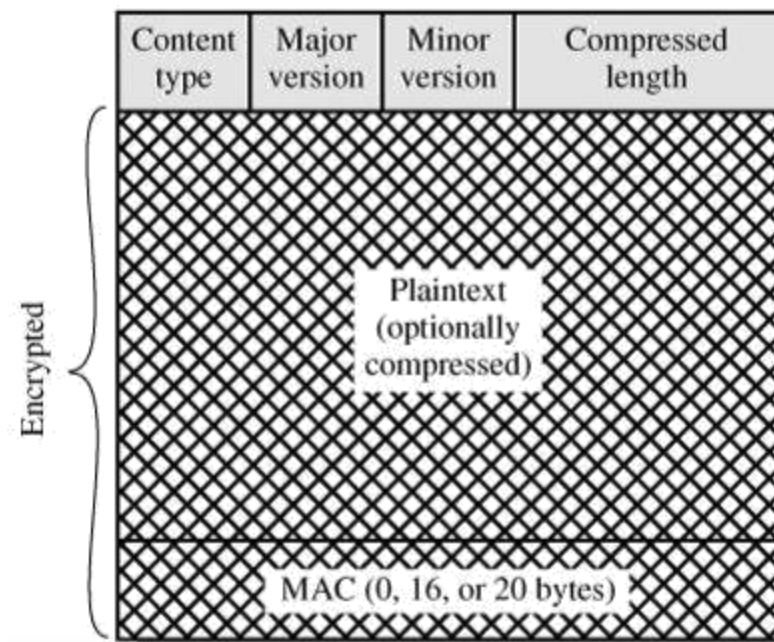 Content type
Major version
Minor version
Compressed length
Encrypted
Plaintext
(optionally
compressed)
MAC (0, 16, or 20 bytes)